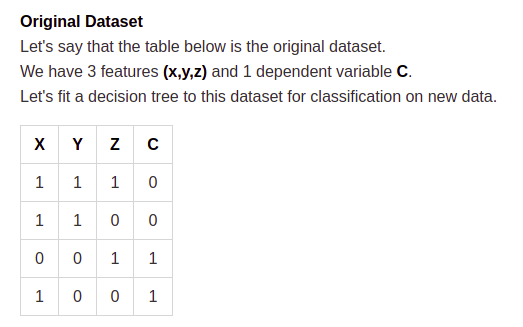 Original Dataset
Let's say that the table below is the original dataset.
We have 3 features (x,y,z) and 1 dependent variable C.
Let's fit a decision tree to this dataset for classification on new data.
X Y Z C
1 1 1 0
1 1 0 0
0 0 1 1
1 0 0 1